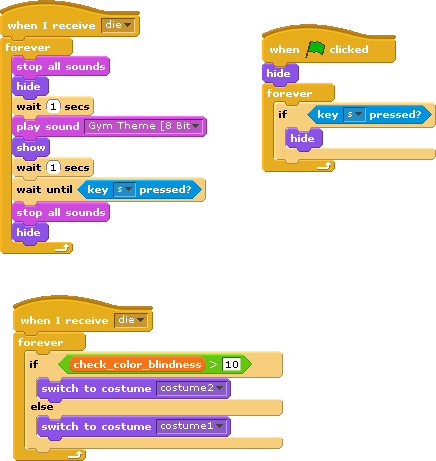 when I receive die
forever
stop all sounds
hide
wait 1 secs
play sound Gym Theme [8 Bit
show
wait 1 secs
wait until key s pressed?
stop all sounds
hide
when clicked
hide
forever
if key s pressed?
hide
when I receive die
forever
if check_color_blindness > 10
switch to costume costume2
else
switch to costume costume1